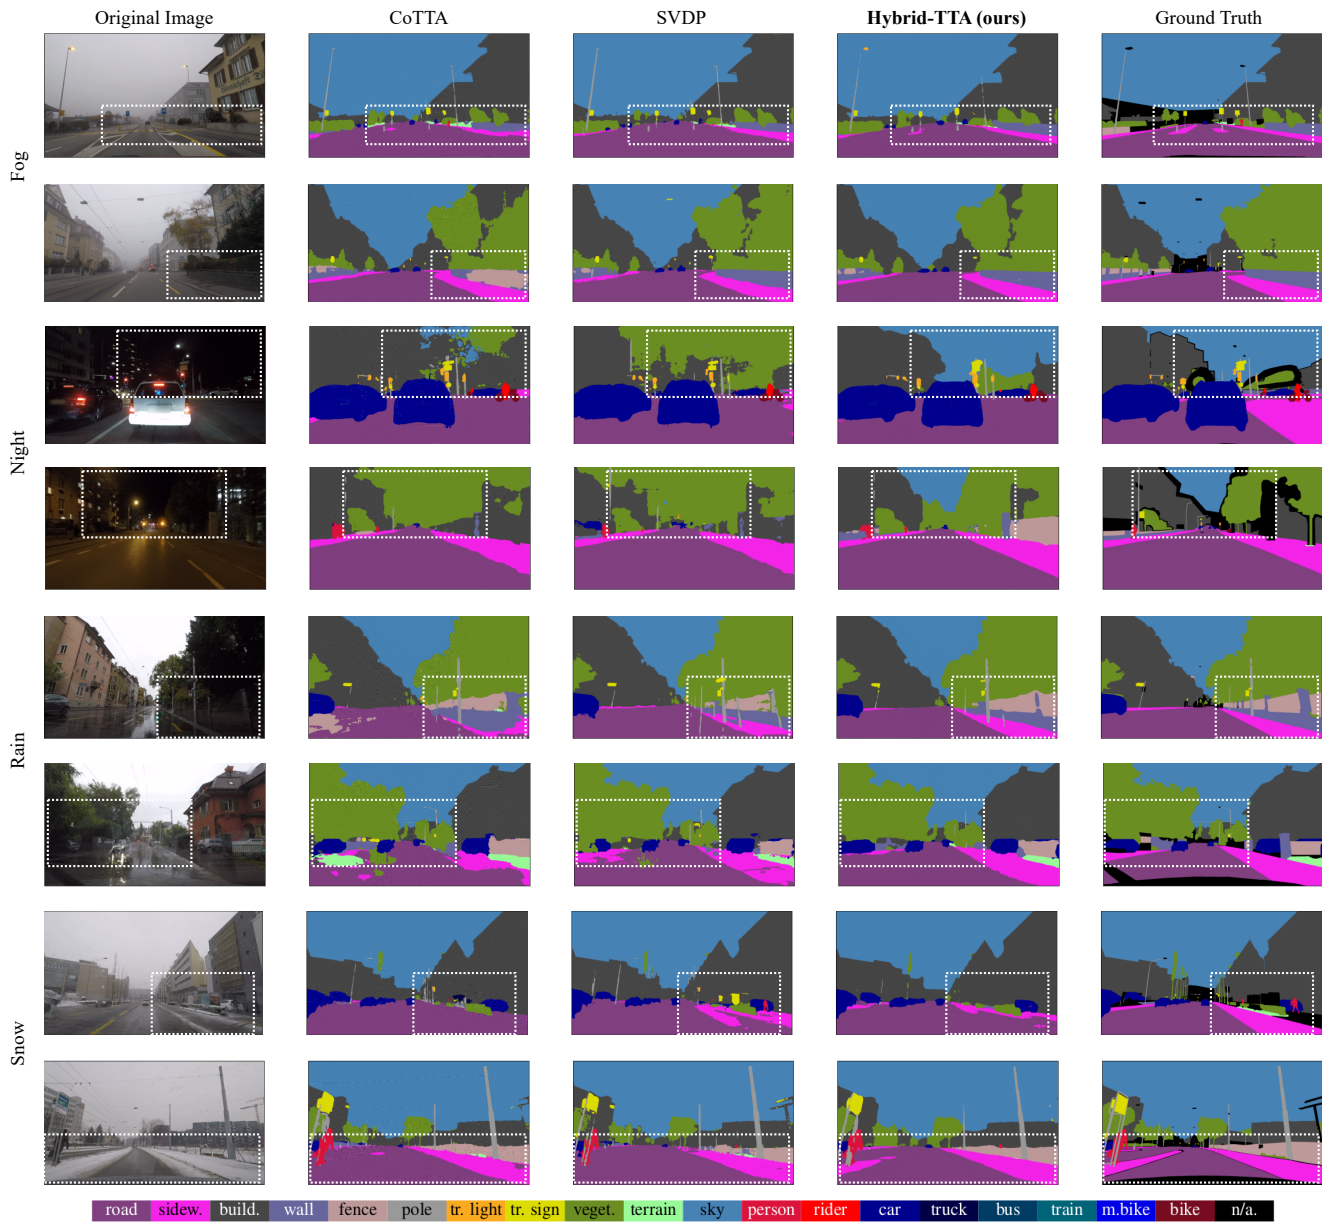 Original Image CoTTA SVDP Hybrid-TTA (ours) Ground Truth
Fog
Night
Rain
Snow
road sidew. build. wall fence pole tr. light tr. sign veget. terrain sky person rider car truck bus train m.bike bike n/a.